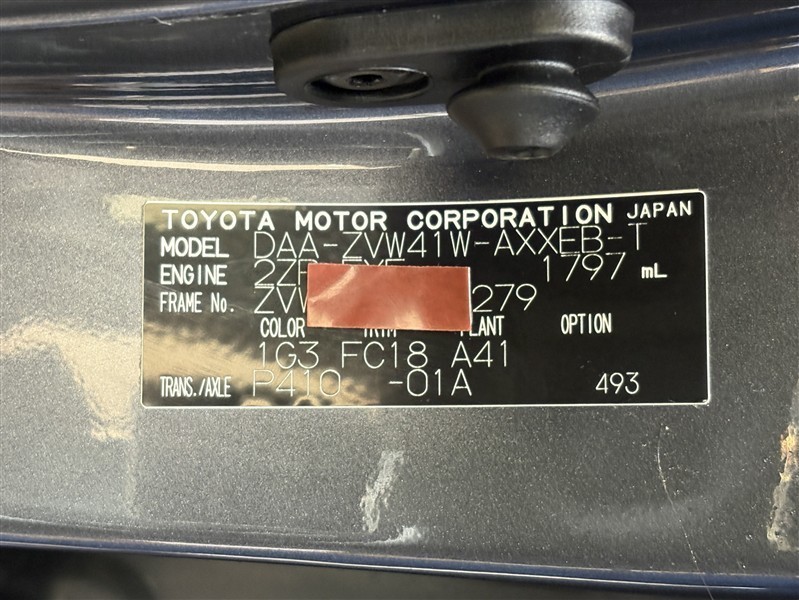 TOYOTA MOTOR CORPORATION JAPAN
MODEL DAA-ZVW41W-AXXEB-T
ENGINE 1797 mL
FRAME No. ZVW 279
COLOR PLANT OPTION
1G3 FC18 A41
TRANS./AXLE P410 -01A 493